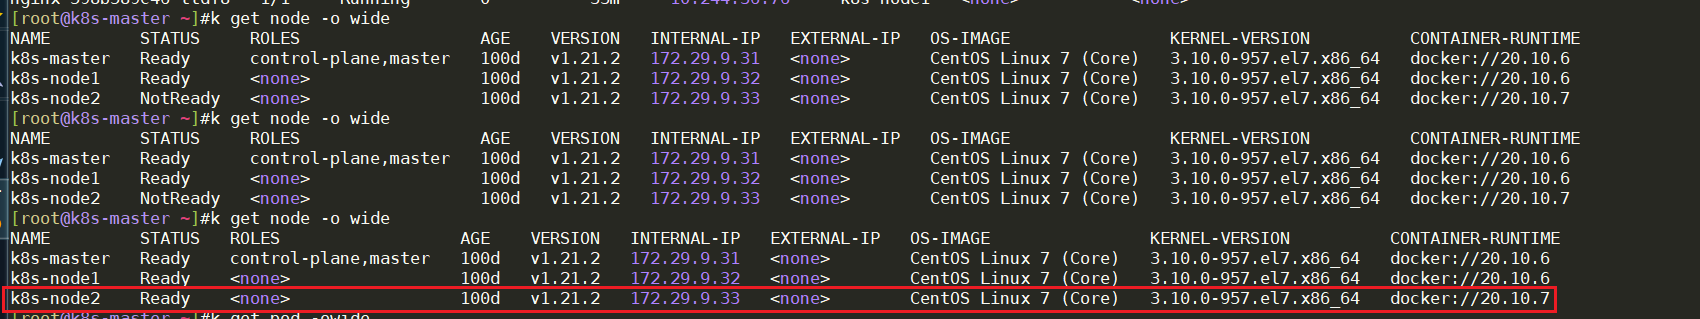 nginx-598b589c46-lldf8   1/1     Running   0          53m     10.244.36.70    k8s-node1   <none>           <none>
[root@k8s-master ~]#k get node -o wide
NAME         STATUS     ROLES                  AGE    VERSION   INTERNAL-IP   EXTERNAL-IP   OS-IMAGE                KERNEL-VERSION          CONTAINER-RUNTIME
k8s-master   Ready      control-plane,master   100d   v1.21.2   172.29.9.31   <none>        CentOS Linux 7 (Core)   3.10.0-957.el7.x86_64   docker://20.10.6
k8s-node1    Ready      <none>                 100d   v1.21.2   172.29.9.32   <none>        CentOS Linux 7 (Core)   3.10.0-957.el7.x86_64   docker://20.10.6
k8s-node2    NotReady   <none>                 100d   v1.21.2   172.29.9.33   <none>        CentOS Linux 7 (Core)   3.10.0-957.el7.x86_64   docker://20.10.7
[root@k8s-master ~]#k get node -o wide
NAME         STATUS     ROLES                  AGE    VERSION   INTERNAL-IP   EXTERNAL-IP   OS-IMAGE                KERNEL-VERSION          CONTAINER-RUNTIME
k8s-master   Ready      control-plane,master   100d   v1.21.2   172.29.9.31   <none>        CentOS Linux 7 (Core)   3.10.0-957.el7.x86_64   docker://20.10.6
k8s-node1    Ready      <none>                 100d   v1.21.2   172.29.9.32   <none>        CentOS Linux 7 (Core)   3.10.0-957.el7.x86_64   docker://20.10.6
k8s-node2    NotReady   <none>                 100d   v1.21.2   172.29.9.33   <none>        CentOS Linux 7 (Core)   3.10.0-957.el7.x86_64   docker://20.10.7
[root@k8s-master ~]#k get node -o wide
NAME         STATUS   ROLES                  AGE    VERSION   INTERNAL-IP   EXTERNAL-IP   OS-IMAGE                KERNEL-VERSION          CONTAINER-RUNTIME
k8s-master   Ready    control-plane,master   100d   v1.21.2   172.29.9.31   <none>        CentOS Linux 7 (Core)   3.10.0-957.el7.x86_64   docker://20.10.6
k8s-node1    Ready    <none>                 100d   v1.21.2   172.29.9.32   <none>        CentOS Linux 7 (Core)   3.10.0-957.el7.x86_64   docker://20.10.6
k8s-node2    Ready    <none>                 100d   v1.21.2   172.29.9.33   <none>        CentOS Linux 7 (Core)   3.10.0-957.el7.x86_64   docker://20.10.7
[root@k8s-master ~]#k get pod -owide